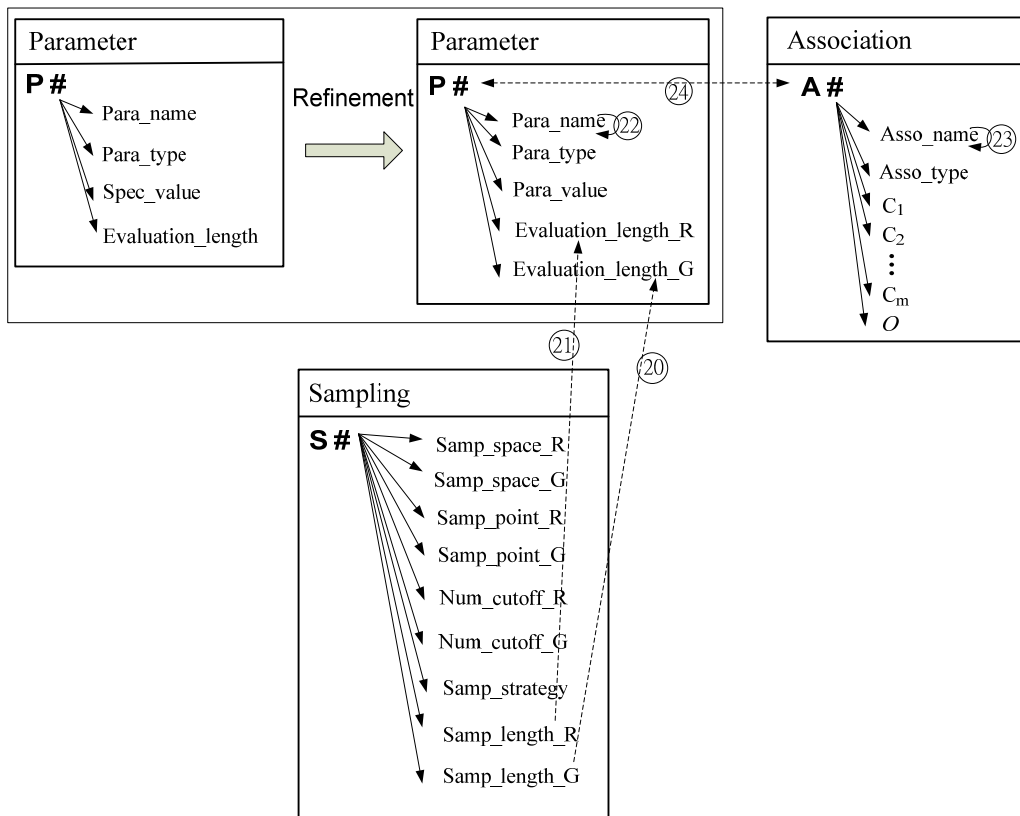 Parameter
P #
Para_name
Para_type
Spec_value
Evaluation_length
Refinement
Parameter
P #
Para_name
22
Para_type
Para_value
Evaluation_length_R
Evaluation_length_G
24
Association
A #
Asso_name
23
Asso_type
C1
C2
⋮
Cm
O
21
20
Sampling
S #
Samp_space_R
Samp_space_G
Samp_point_R
Samp_point_G
Num_cutoff_R
Num_cutoff_G
Samp_strategy
Samp_length_R
Samp_length_G